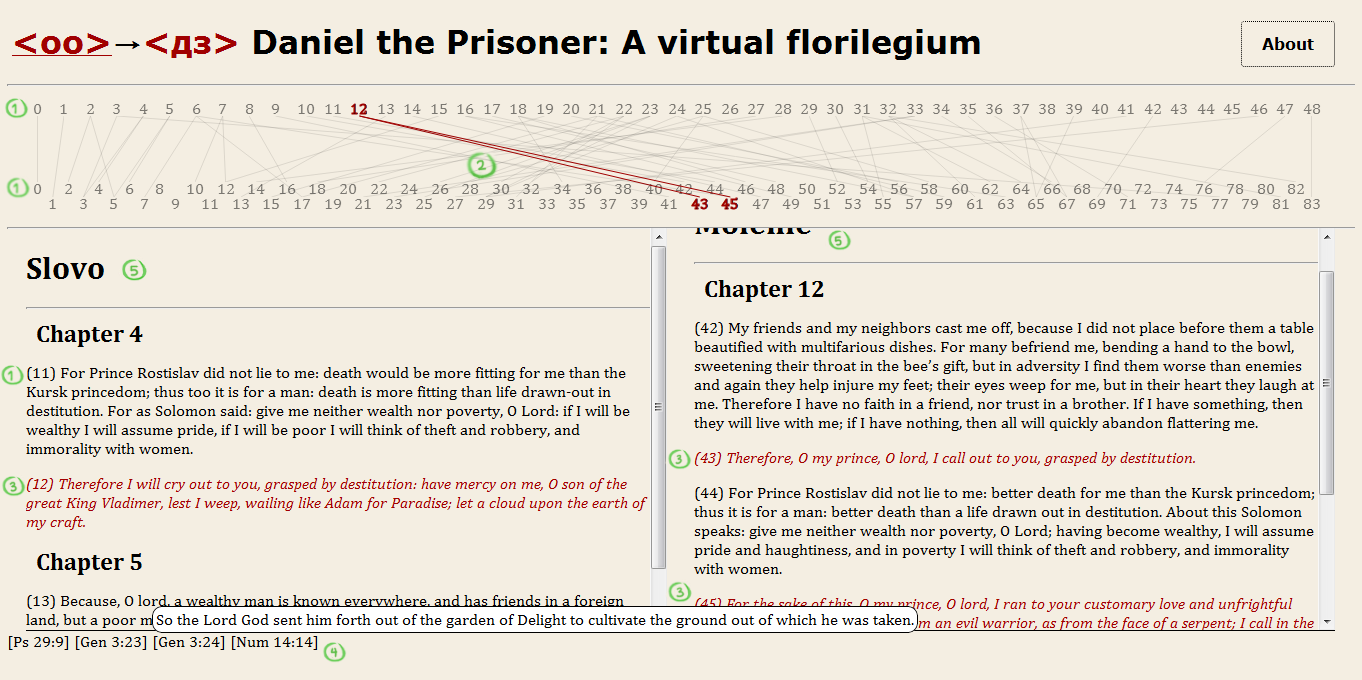 <oo>→<дз> Daniel the Prisoner: A virtual florilegium
About
1 0 1 2 3 4 5 6 7 8 9 10 11 12 13 14 15 16 17 18 19 20 21 22 23 24 25 26 27 28 29 30 31 32 33 34 35 36 37 38 39 40 41 42 43 44 45 46 47 48
2
1 0 2 4 6 8 10 12 14 16 18 20 22 24 26 28 30 32 34 36 38 40 42 44 46 48 50 52 54 56 58 60 62 64 66 68 70 72 74 76 78 80 82
1 3 5 7 9 11 13 15 17 19 21 23 25 27 29 31 33 35 37 39 41 43 45 47 49 51 53 55 57 59 61 63 65 67 69 71 73 75 77 79 81 83
Slovo 5
Chapter 4
1 (11) For Prince Rostislav did not lie to me: death would be more fitting for me than the
Kursk princedom; thus too it is for a man: death is more fitting than life drawn-out in
destitution. For as Solomon said: give me neither wealth nor poverty, O Lord: if I will be
wealthy I will assume pride, if I will be poor I will think of theft and robbery, and
immorality with women.
3 (12) Therefore I will cry out to you, grasped by destitution: have mercy on me, O son of the
great King Vladimer, lest I weep, wailing like Adam for Paradise; let a cloud upon the earth of
my craft.
Chapter 5
(13) Because, O lord, a wealthy man is known everywhere, and has friends in a foreign
land, but a poor m
Molenie 5
Chapter 12
(42) My friends and my neighbors cast me off, because I did not place before them a table
beautified with multifarious dishes. For many befriend me, bending a hand to the bowl,
sweetening their throat in the bee's gift, but in adversity I find them worse than enemies
and again they help injure my feet; their eyes weep for me, but in their heart they laugh at
me. Therefore I have no faith in a friend, nor trust in a brother. If I have something, then
they will live with me; if I have nothing, then all will quickly abandon flattering me.
3 (43) Therefore, O my prince, O lord, I call out to you, grasped by destitution.
(44) For Prince Rostislav did not lie to me: better death for me than the Kursk princedom;
thus it is for a man: better death than a life drawn out in destitution. About this Solomon
speaks: give me neither wealth nor poverty, O Lord; having become wealthy, I will assume
pride and haughtiness, and in poverty I will think of theft and robbery, and immorality
with women.
3 (45) For the sake of this, O my prince, O lord, I ran to your customary love and unfrightful
m an evil warrior, as from the face of a serpent; I call in the
So the Lord God sent him forth out of the garden of Delight to cultivate the ground out of which he was taken.
[Ps 29:9] [Gen 3:23] [Gen 3:24] [Num 14:14] 4